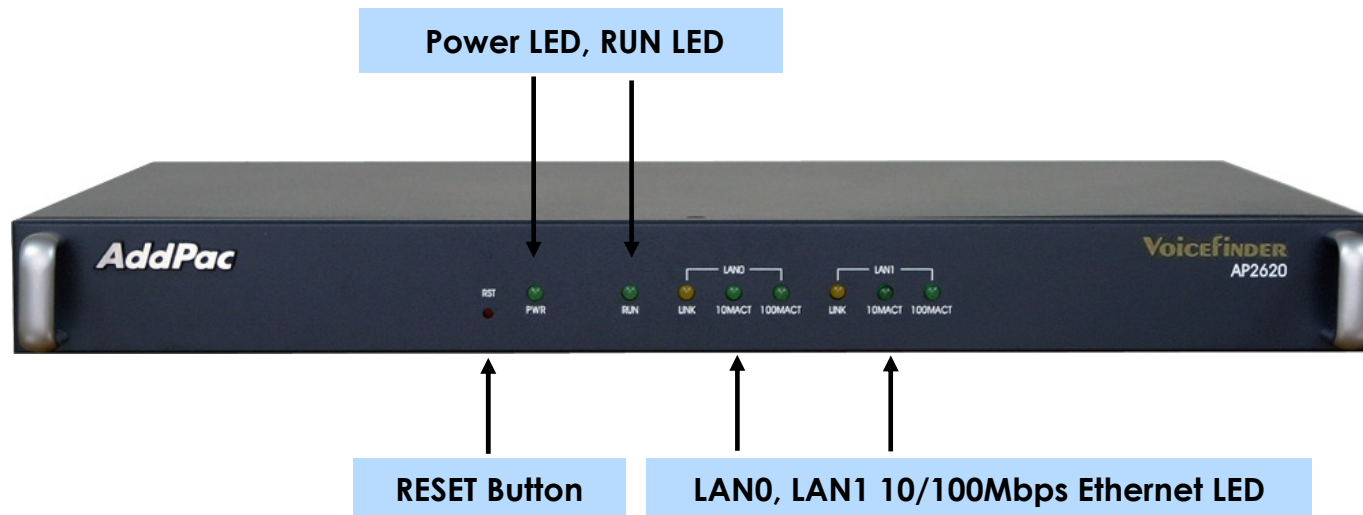 Power LED, RUN LED
AddPac
VOICEFINDER
AP2620
RST
PWR
RUN
LAN0
LINK 10MACT 100MACT
LAN1
LINK 10MACT 100MACT
RESET Button
LAN0, LAN1 10/100Mbps Ethernet LED